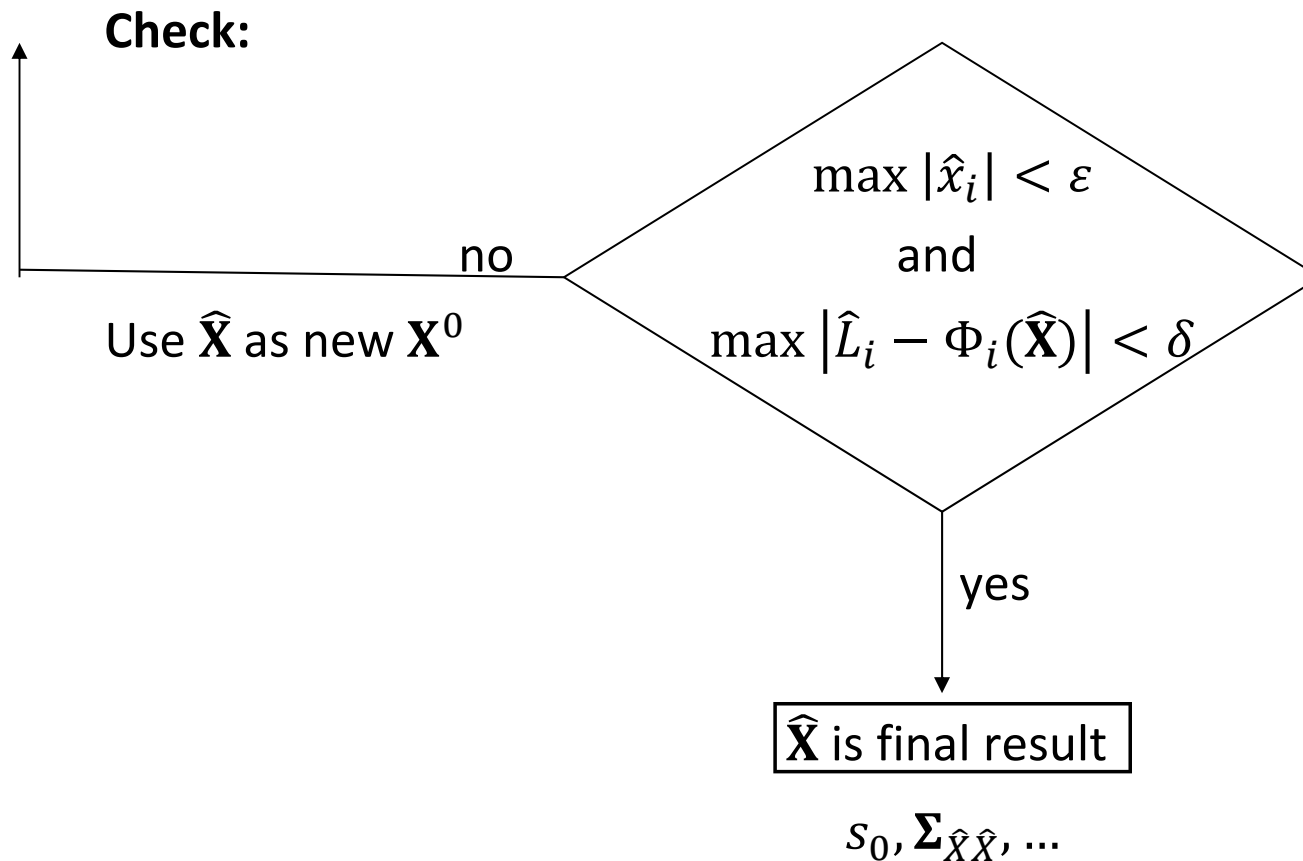 Check:
max |x̂ᵢ| < ε
no
and
Use X̂ as new X⁰
max |L̂ᵢ − Φᵢ(X̂)| < δ
yes
X̂ is final result
s₀, Σ_X̂X̂, …